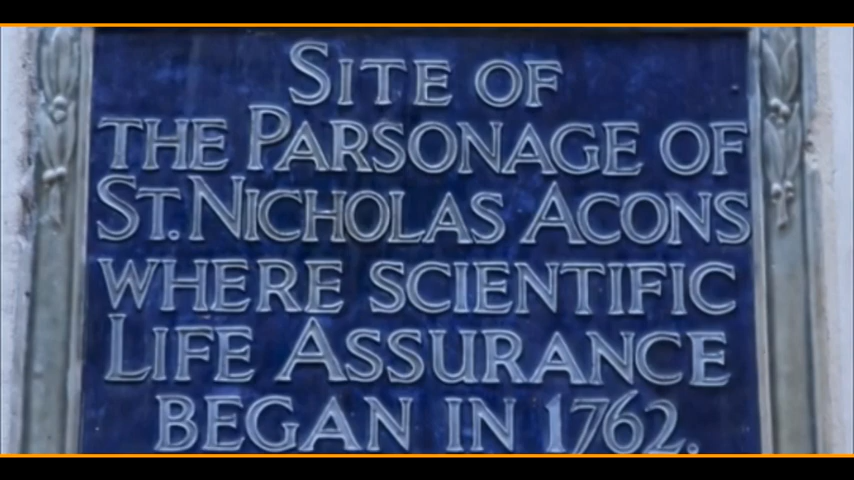 SITE OF
THE PARSONAGE OF
ST. NICHOLAS ACONS
WHERE SCIENTIFIC
LIFE ASSURANCE
BEGAN IN 1762.